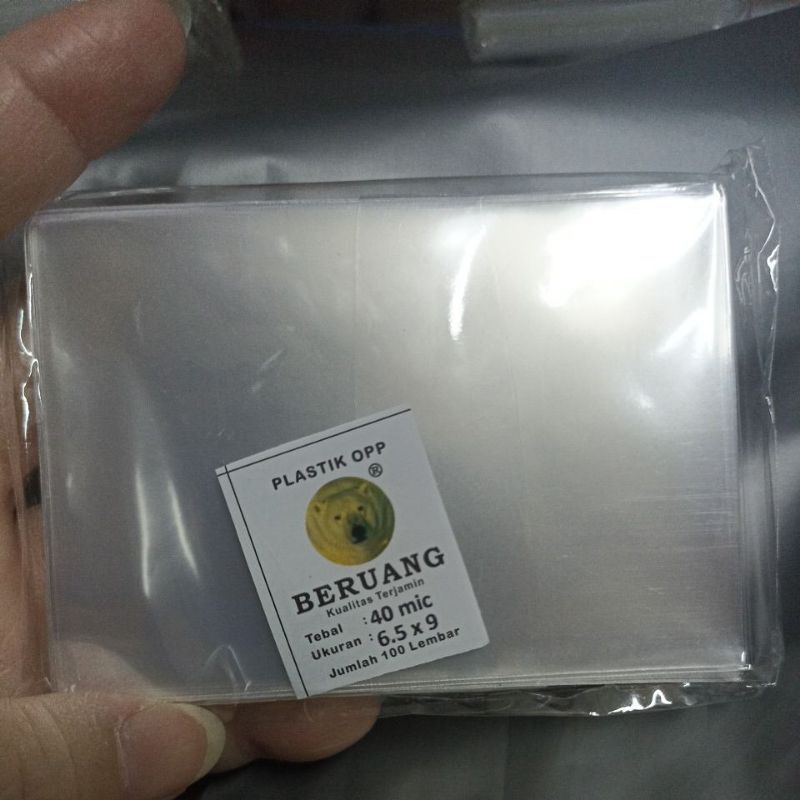 PLASTIK OPP
®
BERUANG
Kualitas Terjamin
Tebal : 40 mic
Ukuran : 6.5 x 9
Jumlah 100 Lembar